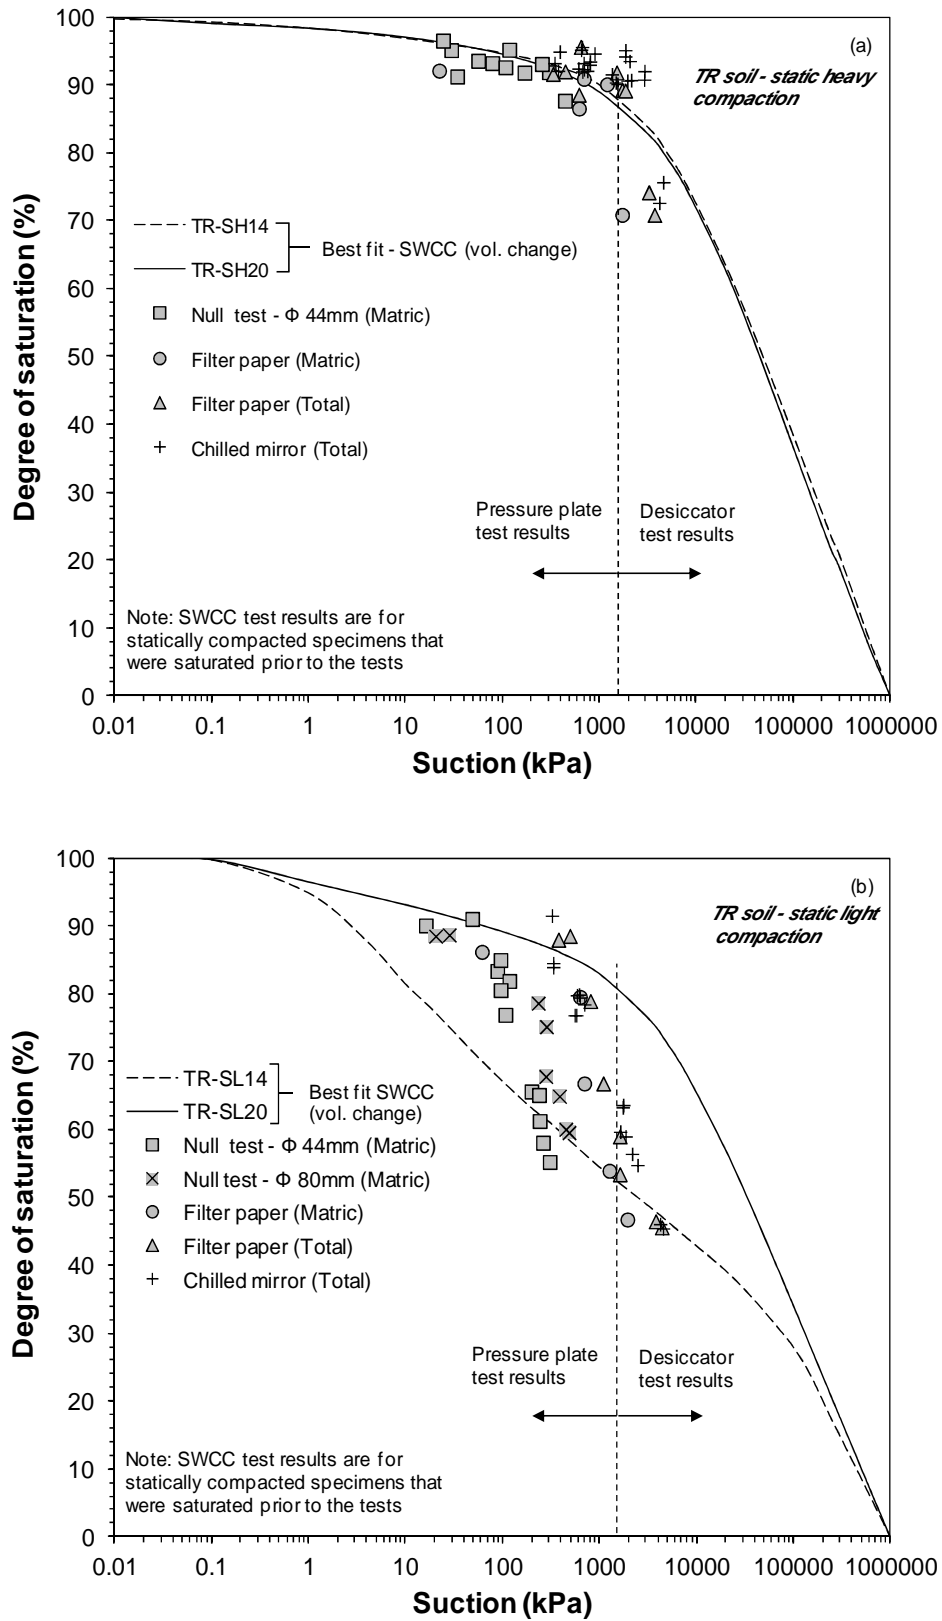 100
(a)
TR soil - static heavy
compaction
90
80
70
60
50
40
30
20
10
0
Degree of saturation (%)
TR-SH14
TR-SH20
Best fit - SWCC (vol. change)
Null test - Φ 44mm (Matric)
Filter paper (Matric)
Filter paper (Total)
Chilled mirror (Total)
Pressure plate
test results
Desiccator
test results
Note: SWCC test results are for
statically compacted specimens that
were saturated prior to the tests
0.01 0.1 1 10 100 1000 10000 100000 1000000
Suction (kPa)
100
(b)
TR soil - static light
compaction
90
80
70
60
50
40
30
20
10
0
Degree of saturation (%)
TR-SL14
TR-SL20
Best fit SWCC
(vol. change)
Null test - Φ 44mm (Matric)
Null test - Φ 80mm (Matric)
Filter paper (Matric)
Filter paper (Total)
Chilled mirror (Total)
Pressure plate
test results
Desiccator
test results
Note: SWCC test results are for
statically compacted specimens that
were saturated prior to the tests
0.01 0.1 1 10 100 1000 10000 100000 1000000
Suction (kPa)